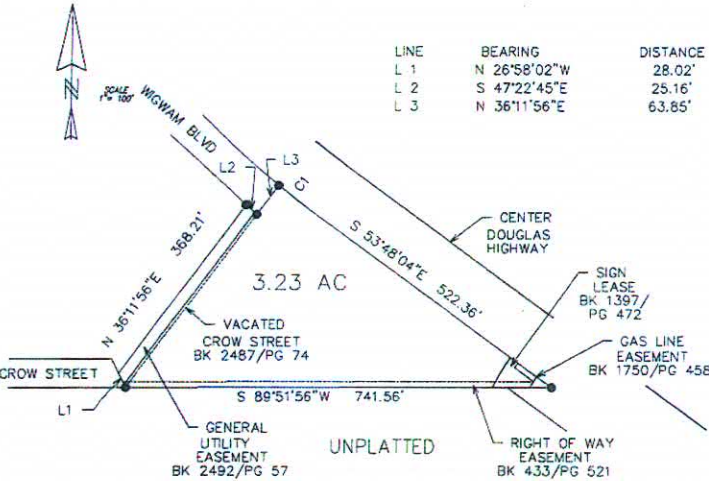 LINE BEARING DISTANCE
L 1 N 26°58'02"W 28.02'
L 2 S 47°22'45"E 25.16'
L 3 N 36°11'56"E 63.85'
N
SCALE
1"= 100'
WIGWAM BLVD
L2
L3
C1
CENTER
DOUGLAS
HIGHWAY
N 36°11'56"E 368.21'
S 53°48'04"E 522.36'
3.23 AC
SIGN
LEASE
BK 1397/
PG 472
VACATED
CROW STREET
BK 2487/PG 74
GAS LINE
EASEMENT
BK 1750/PG 458
CROW STREET
L1
S 89°51'56"W 741.56'
GENERAL
UTILITY
EASEMENT
BK 2492/PG 57
UNPLATTED
RIGHT OF WAY
EASEMENT
BK 433/PG 521